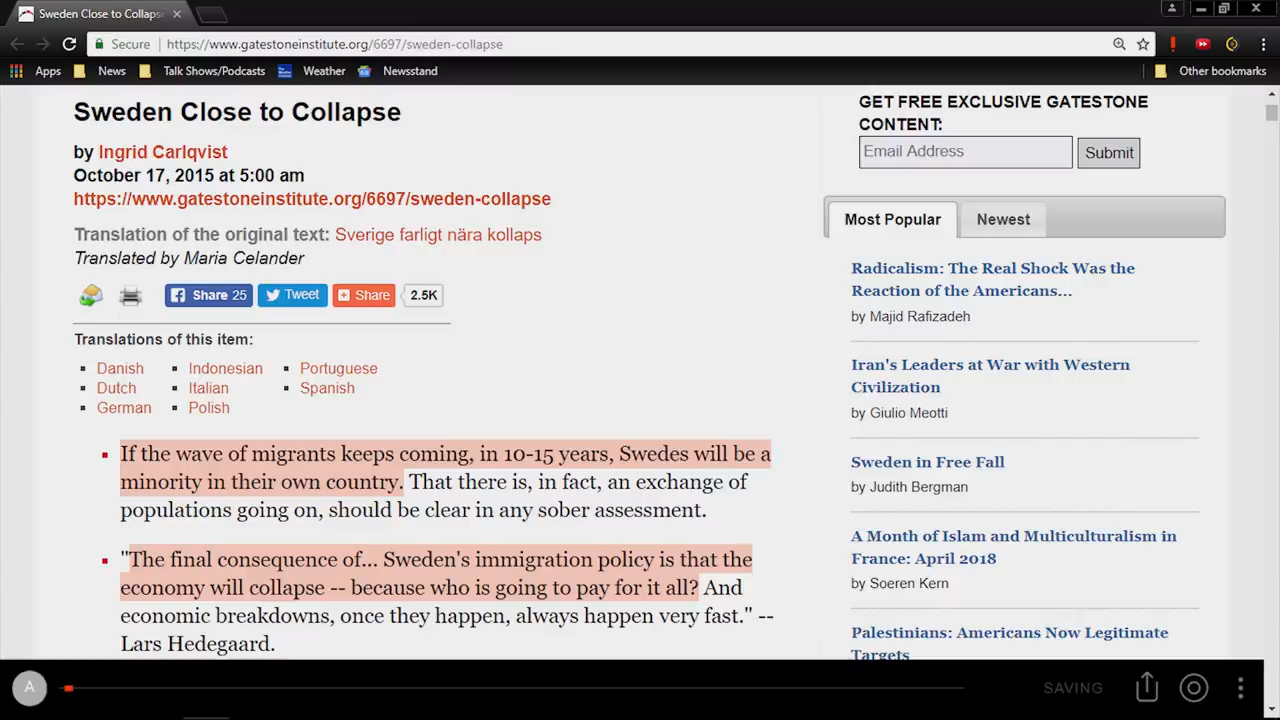 Sweden Close to Collaps
Secure
https://www.gatestoneinstitute.org/6697/sweden-collapse
Apps
News
Talk Shows/Podcasts
Weather
Newsstand
Other bookmarks
Sweden Close to Collapse
by Ingrid Carlqvist
October 17, 2015 at 5:00 am
https://www.gatestoneinstitute.org/6697/sweden-collapse
Translation of the original text: Sverige farligt nära kollaps
Translated by Maria Celander
Share 25
Tweet
Share
2.5K
Translations of this item:
Danish
Dutch
German
Indonesian
Italian
Polish
Portuguese
Spanish
If the wave of migrants keeps coming, in 10-15 years, Swedes will be a
minority in their own country. That there is, in fact, an exchange of
populations going on, should be clear in any sober assessment.
"The final consequence of... Sweden's immigration policy is that the
economy will collapse -- because who is going to pay for it all? And
economic breakdowns, once they happen, always happen very fast." --
Lars Hedegaard.
GET FREE EXCLUSIVE GATESTONE
CONTENT:
Email Address
Submit
Most Popular
Newest
Radicalism: The Real Shock Was the
Reaction of the Americans...
by Majid Rafizadeh
Iran's Leaders at War with Western
Civilization
by Giulio Meotti
Sweden in Free Fall
by Judith Bergman
A Month of Islam and Multiculturalism in
France: April 2018
by Soeren Kern
Palestinians: Americans Now Legitimate
Targets
A
SAVING